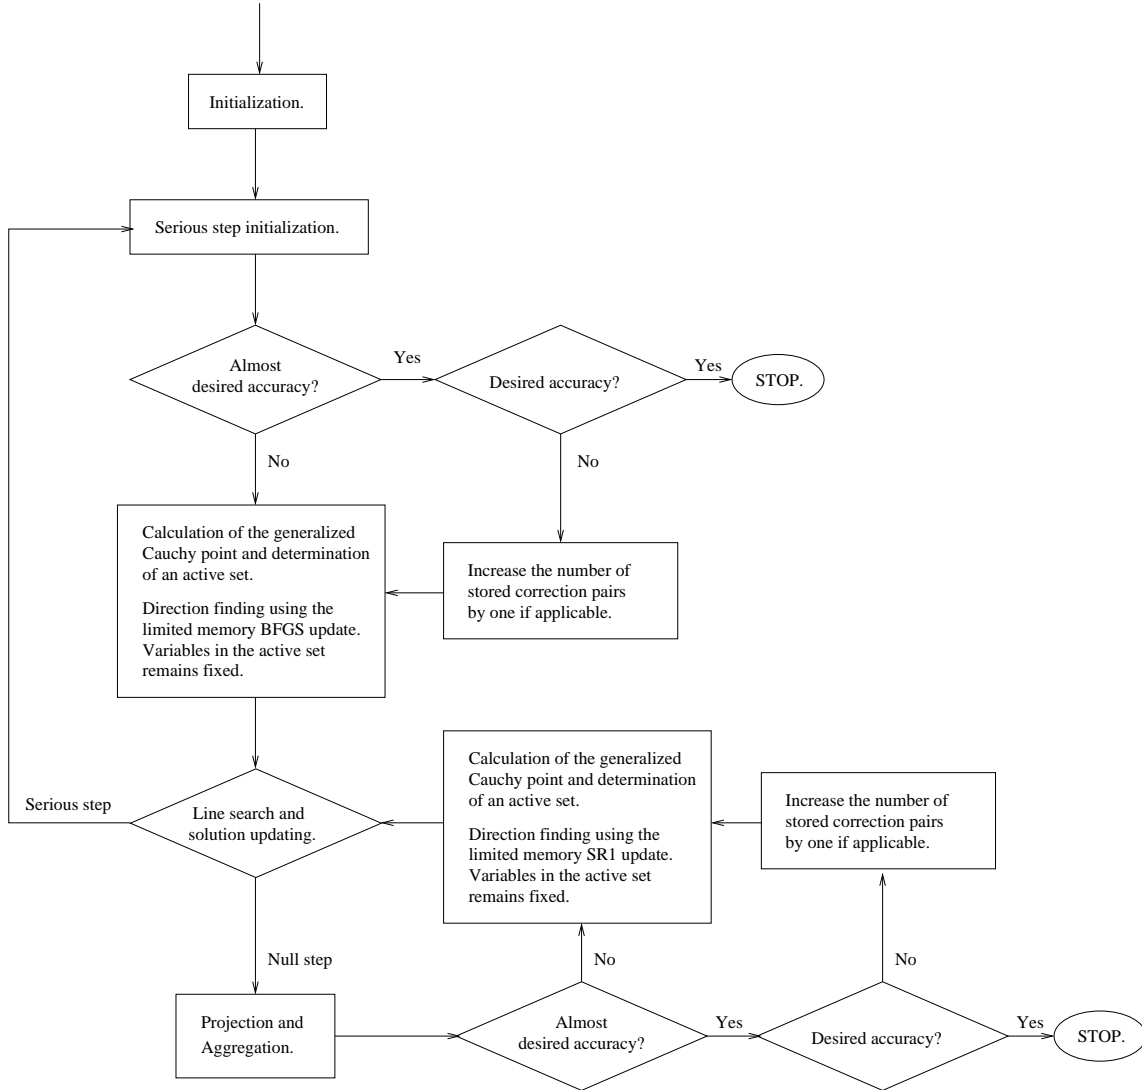 Initialization.
Serious step initialization.
Almost
desired accuracy?
Yes
Desired accuracy?
Yes
STOP.
No
No
Calculation of the generalized
Cauchy point and determination
of an active set.
Direction finding using the
limited memory BFGS update.
Variables in the active set
remains fixed.
Increase the number of
stored correction pairs
by one if applicable.
Serious step
Line search and
solution updating.
Calculation of the generalized
Cauchy point and determination
of an active set.
Direction finding using the
limited memory SR1 update.
Variables in the active set
remains fixed.
Increase the number of
stored correction pairs
by one if applicable.
Null step
No
No
Projection and
Aggregation.
Almost
desired accuracy?
Yes
Desired accuracy?
Yes
STOP.